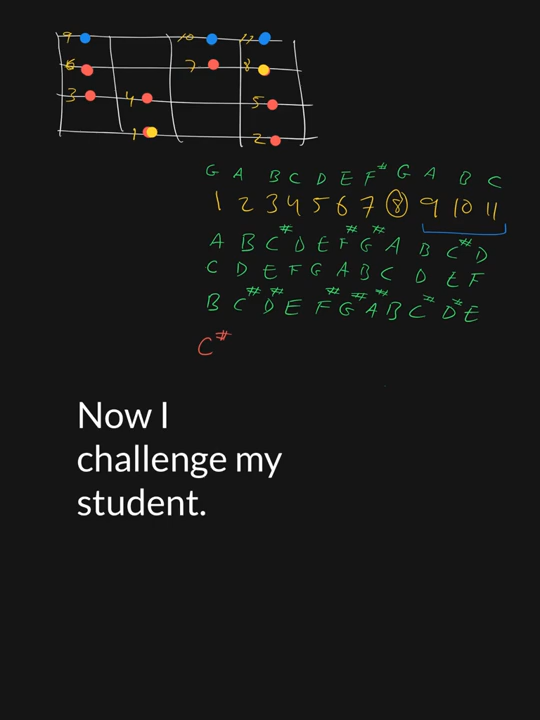 9 10 11
6 7 8
3 4 5
1 2
G A B C D E F# G A B C
1 2 3 4 5 6 7 8 9 10 11
A B C# D E F# G# A B C# D
C D E F G A B C D E F
B C# D# E F# G# A# B C# D# E
C#
Now I
challenge my
student.